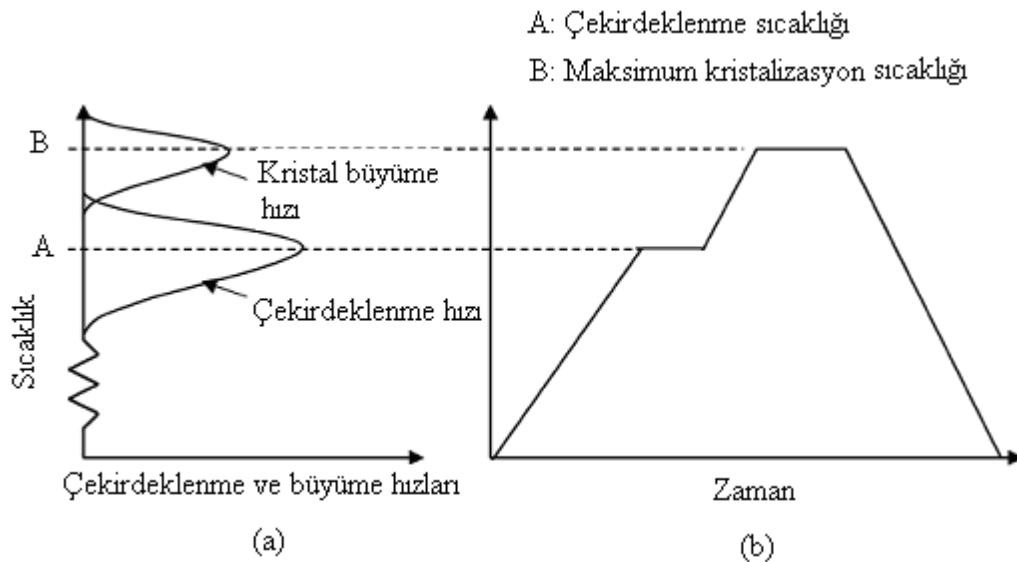 A: Çekirdeklenme sıcaklığı
B: Maksimum kristalizasyon sıcaklığı
B
Kristal büyüme
hızı
A
Çekirdeklenme hızı
Sıcaklık
Çekirdeklenme ve büyüme hızları
Zaman
(a)
(b)